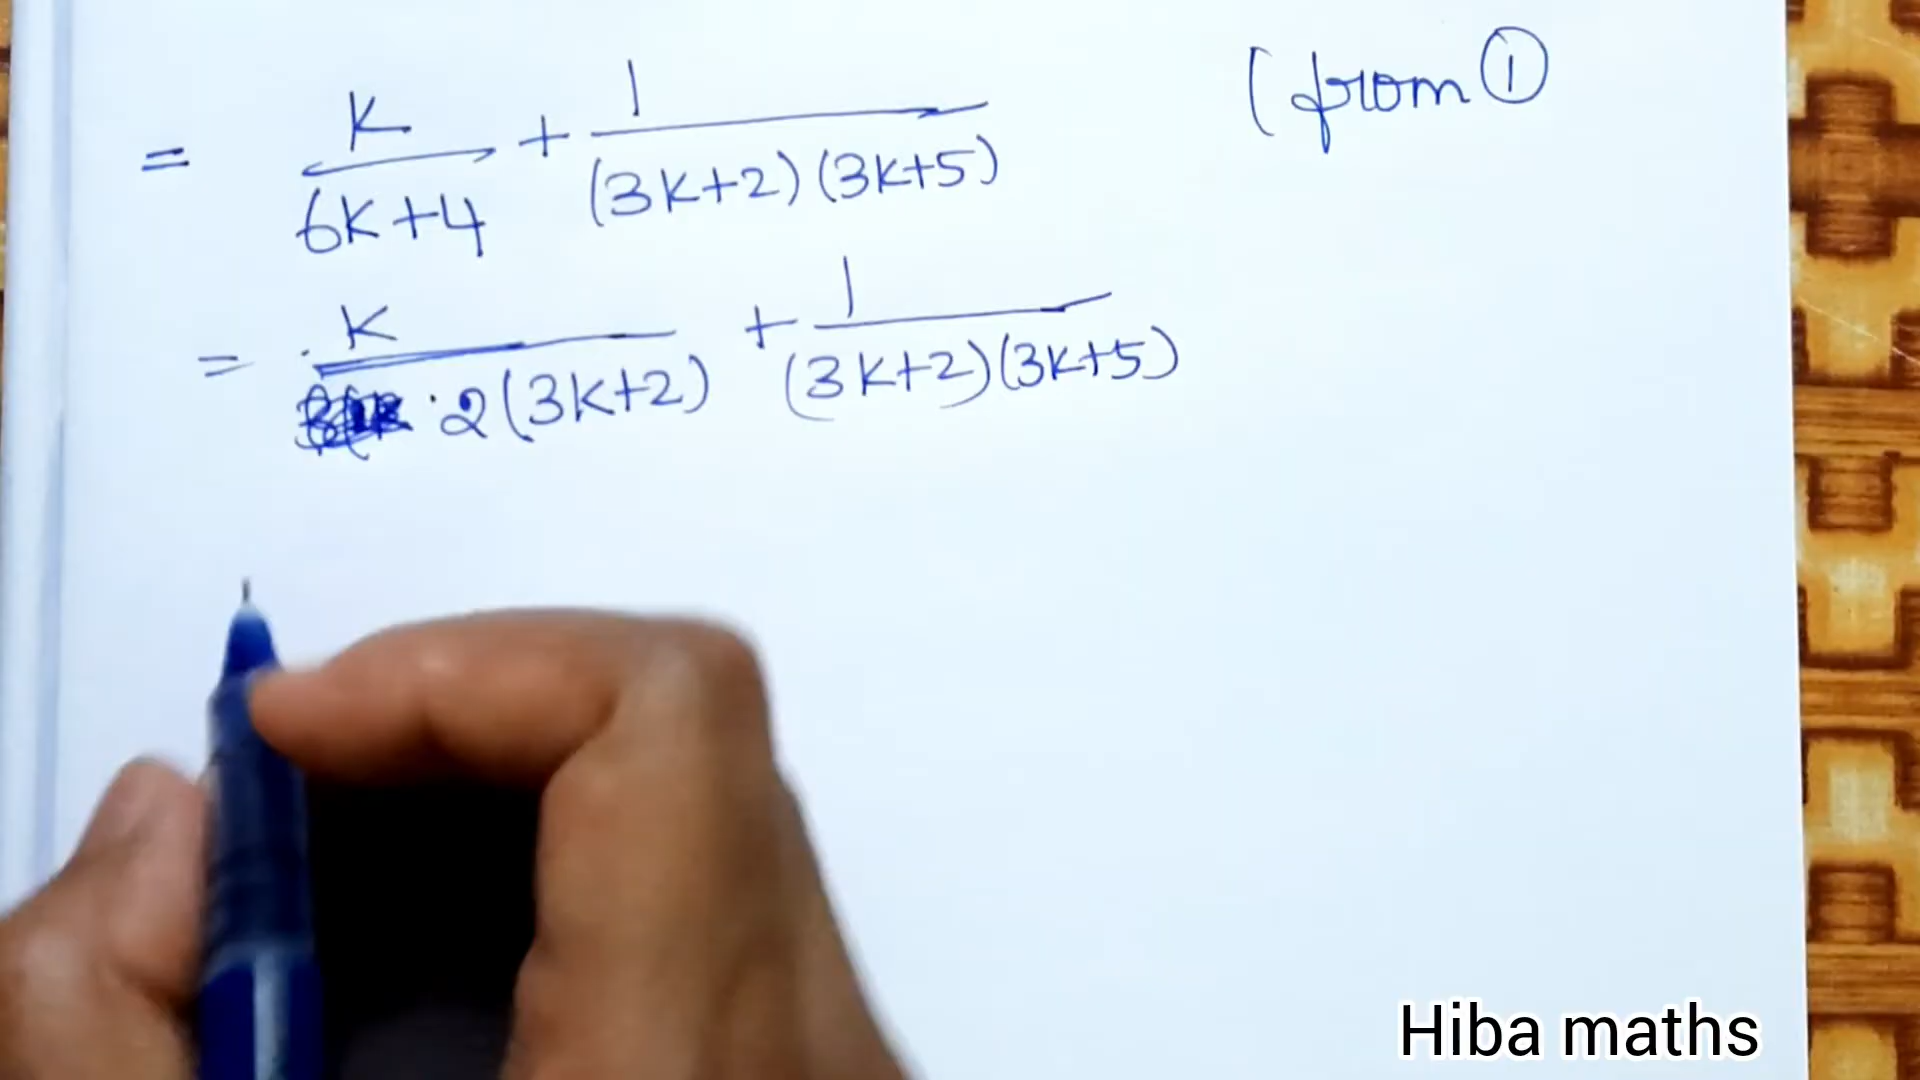 = K/(6K+4) + 1/((3K+2)(3K+5)) (from ①
= K/(2(3K+2)) + 1/((3K+2)(3K+5))
Hiba maths